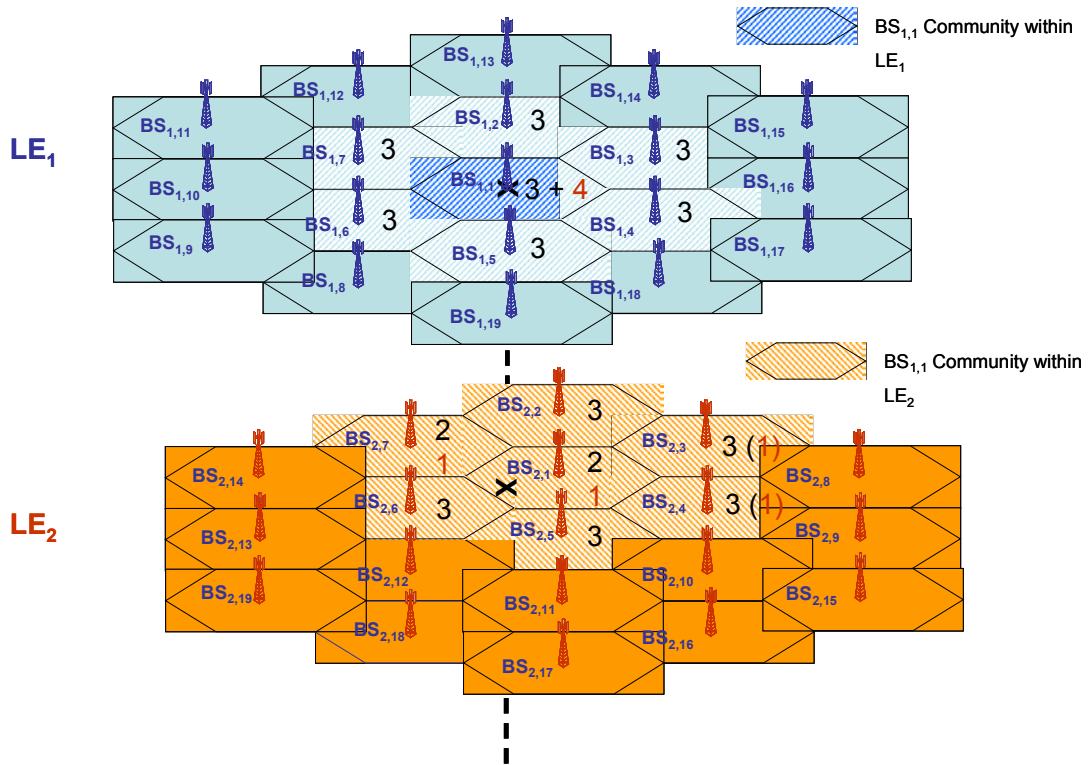 BS1,1 Community within
LE1
BS1,13
BS1,12
BS1,14
BS1,11
BS1,2
3
BS1,15
LE1
BS1,7
3
BS1,3
3
BS1,10
BS1,1
X 3 + 4
BS1,16
BS1,6
3
BS1,4
3
BS1,9
BS1,5
3
BS1,17
BS1,8
BS1,18
BS1,19
BS1,1 Community within
LE2
BS2,2
3
BS2,7
2
1
BS2,3
3 (1)
BS2,14
BS2,1
2
1
BS2,8
X
BS2,6
3
BS2,4
3 (1)
LE2
BS2,13
BS2,5
3
BS2,9
BS2,12
BS2,10
BS2,19
BS2,11
BS2,15
BS2,18
BS2,16
BS2,17